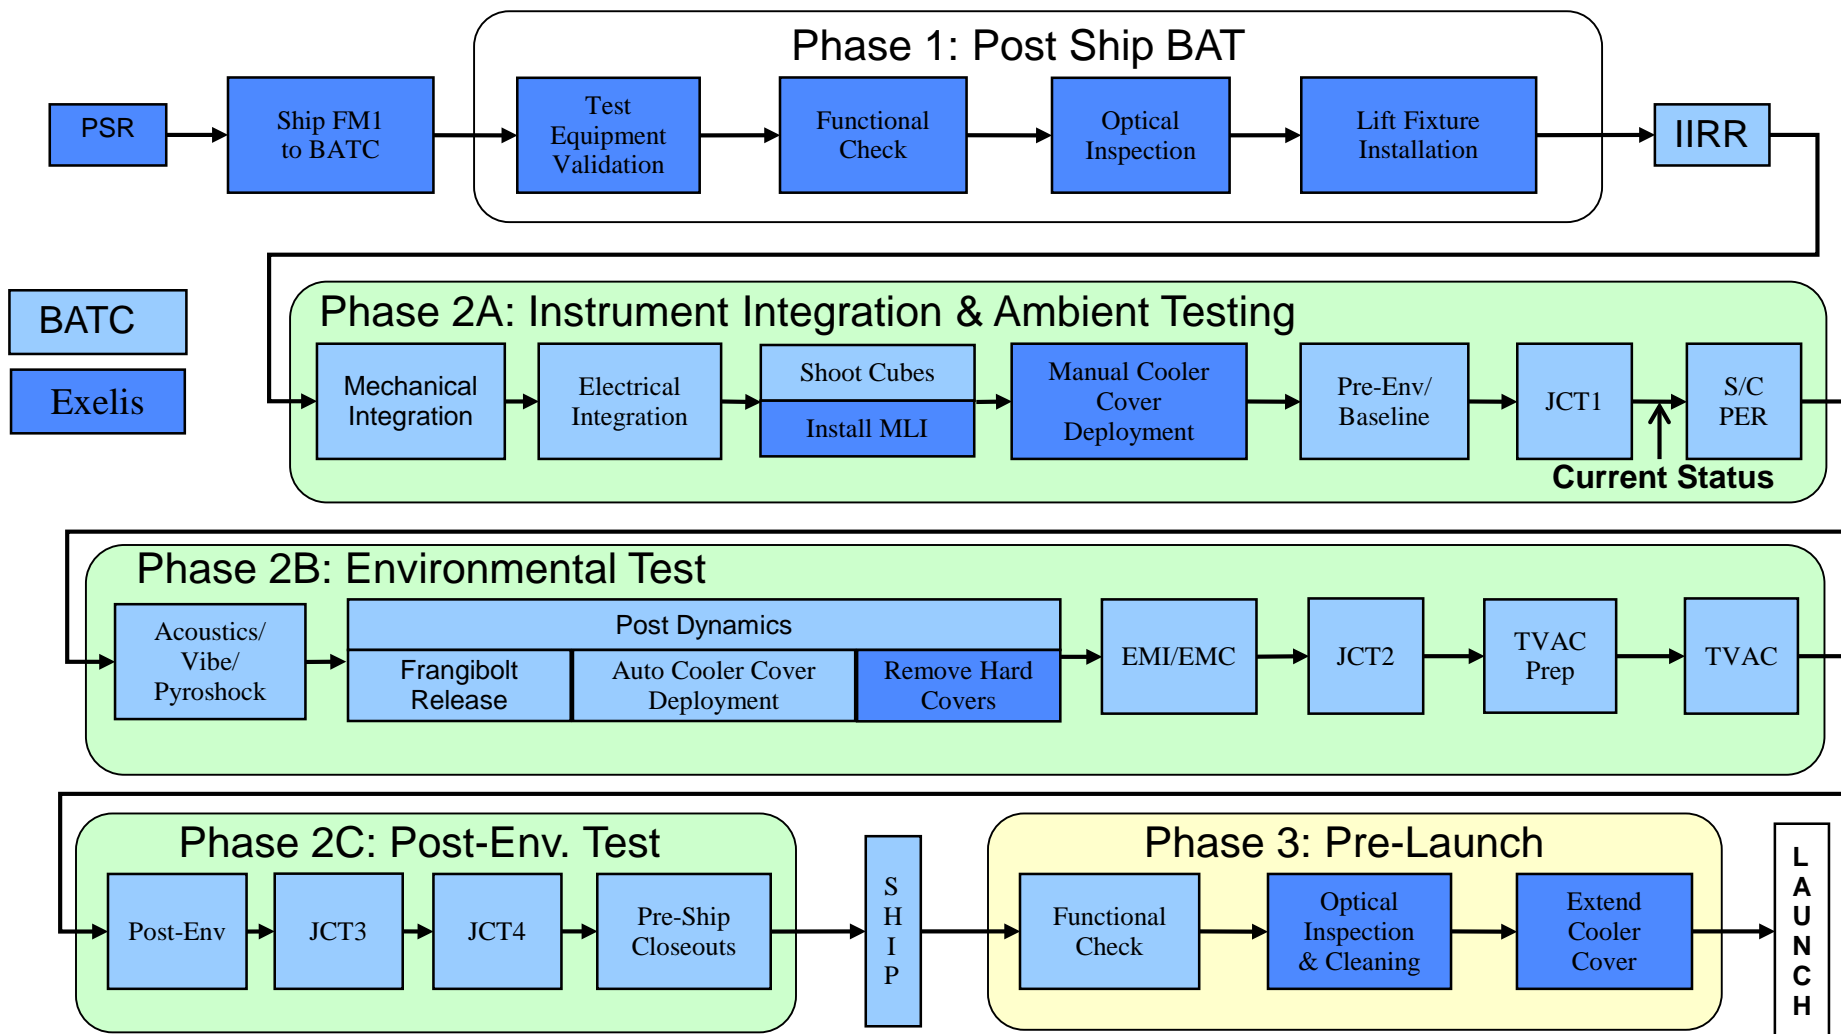 Phase 1: Post Ship BAT
PSR
Ship FM1
to BATC
Test
Equipment
Validation
Functional
Check
Optical
Inspection
Lift Fixture
Installation
IIRR
BATC
Exelis
Phase 2A: Instrument Integration & Ambient Testing
Mechanical
Integration
Electrical
Integration
Shoot Cubes
Install MLI
Manual Cooler
Cover
Deployment
Pre-Env/
Baseline
JCT1
S/C
PER
Current Status
Phase 2B: Environmental Test
Acoustics/
Vibe/
Pyroshock
Post Dynamics
Frangibolt
Release
Auto Cooler Cover
Deployment
Remove Hard
Covers
EMI/EMC
JCT2
TVAC
Prep
TVAC
Phase 2C: Post-Env. Test
Post-Env
JCT3
JCT4
Pre-Ship
Closeouts
S
H
I
P
Phase 3: Pre-Launch
Functional
Check
Optical
Inspection
& Cleaning
Extend
Cooler
Cover
L
A
U
N
C
H